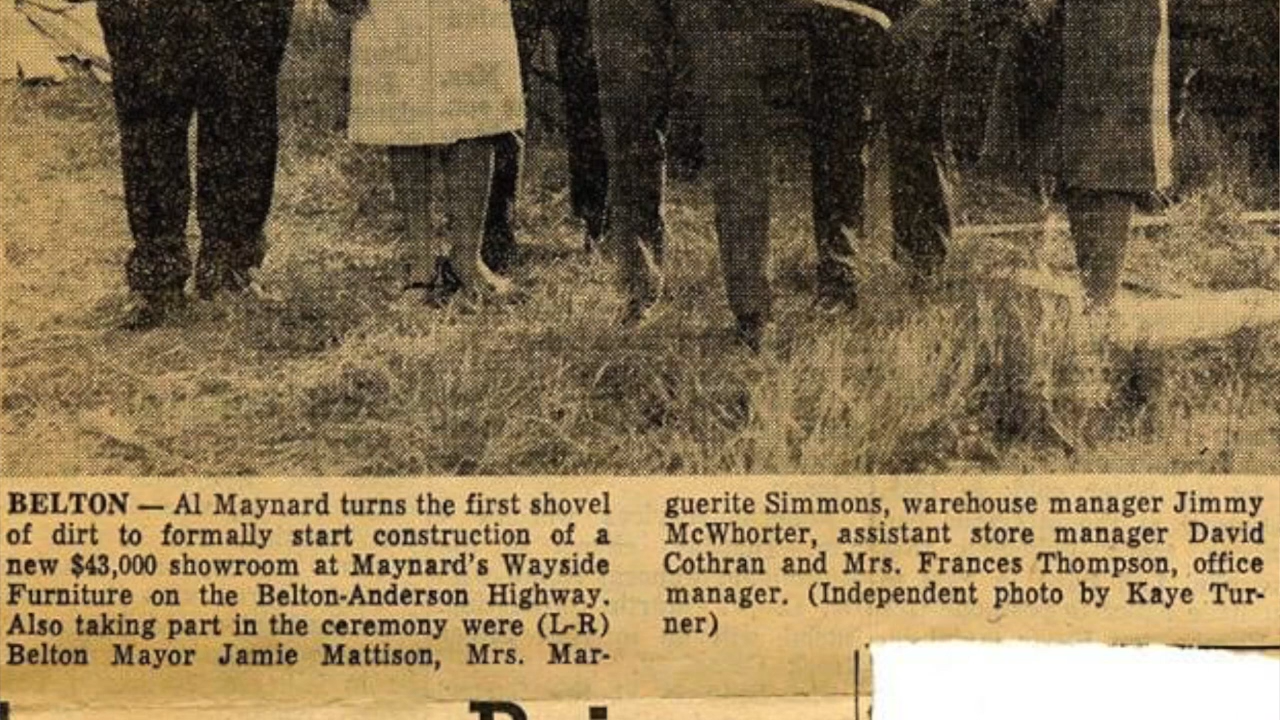 BELTON — Al Maynard turns the first shovel
of dirt to formally start construction of a
new $43,000 showroom at Maynard's Wayside
Furniture on the Belton-Anderson Highway.
Also taking part in the ceremony were (L-R)
Belton Mayor Jamie Mattison, Mrs. Mar-
guerite Simmons, warehouse manager Jimmy
McWhorter, assistant store manager David
Cothran and Mrs. Frances Thompson, office
manager. (Independent photo by Kaye Tur-
ner)